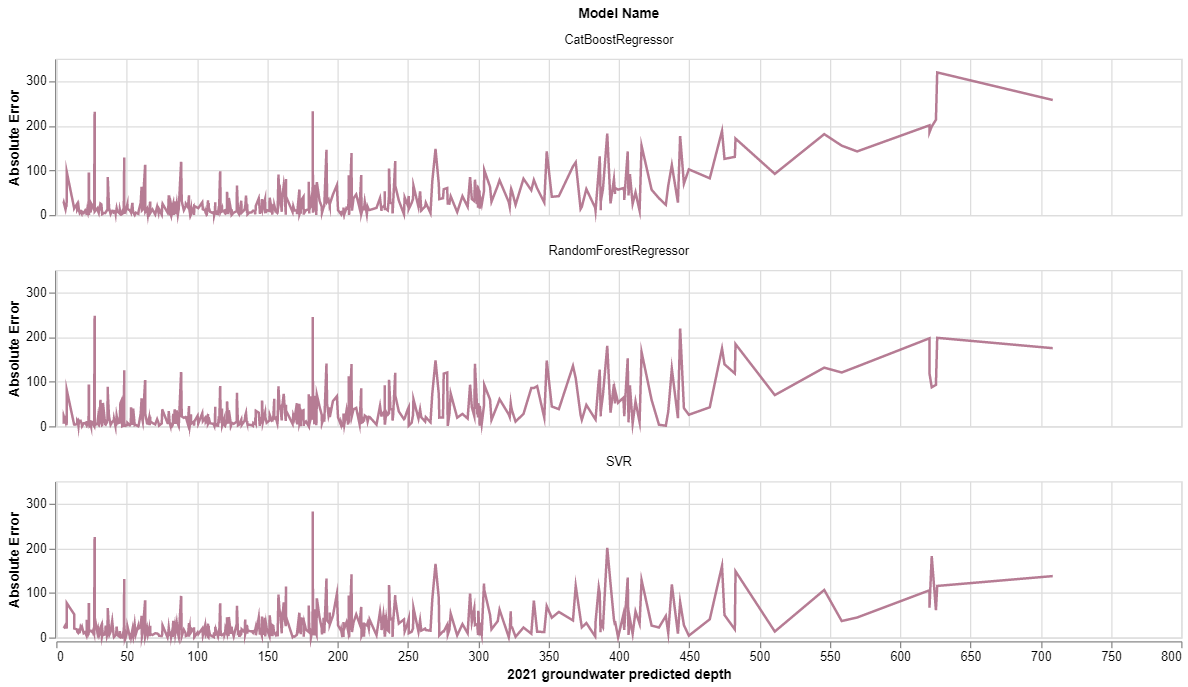 Model Name
CatBoostRegressor
Absolute Error
300
200
100
0
RandomForestRegressor
Absolute Error
300
200
100
0
SVR
Absolute Error
300
200
100
0
0 50 100 150 200 250 300 350 400 450 500 550 600 650 700 750 800
2021 groundwater predicted depth